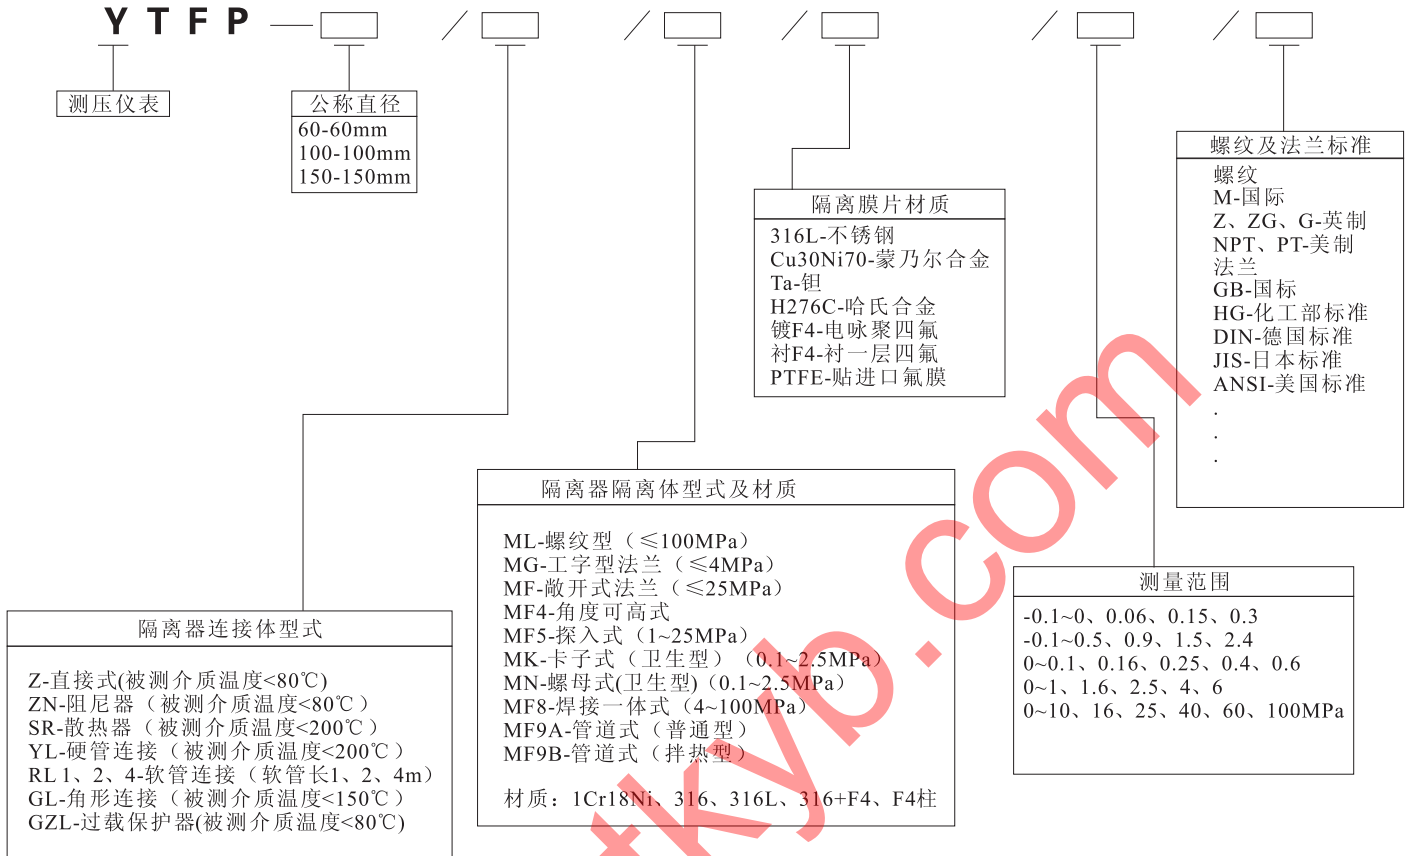 YTFP — / / / / /
测压仪表
公称直径
60-60mm
100-100mm
150-150mm
螺纹及法兰标准
螺纹
M-国际
Z、ZG、G-英制
NPT、PT-美制
法兰
GB-国标
HG-化工部标准
DIN-德国标准
JIS-日本标准
ANSI-美国标准
.
.
.
隔离膜片材质
316L-不锈钢
Cu30Ni70-蒙乃尔合金
Ta-钽
H276C-哈氏合金
镀F4-电咏聚四氟
衬F4-衬一层四氟
PTFE-贴进口氟膜
隔离器隔离体型式及材质
ML-螺纹型（≤100MPa）
MG-工字型法兰（≤4MPa）
MF-敞开式法兰（≤25MPa）
MF4-角度可高式
MF5-探入式（1~25MPa）
MK-卡子式（卫生型）（0.1~2.5MPa）
MN-螺母式(卫生型)（0.1~2.5MPa）
MF8-焊接一体式（4~100MPa）
MF9A-管道式（普通型）
MF9B-管道式（拌热型）
材质：1Cr18Ni、316、316L、316+F4、F4柱
测量范围
-0.1~0、0.06、0.15、0.3
-0.1~0.5、0.9、1.5、2.4
0~0.1、0.16、0.25、0.4、0.6
0~1、1.6、2.5、4、6
0~10、16、25、40、60、100MPa
隔离器连接体型式
Z-直接式(被测介质温度<80℃)
ZN-阻尼器（被测介质温度<80℃）
SR-散热器（被测介质温度<200℃）
YL-硬管连接（被测介质温度<200℃）
RL 1、2、4-软管连接（软管长1、2、4m）
GL-角形连接（被测介质温度<150℃）
GZL-过载保护器(被测介质温度<80℃)
tkyb.com